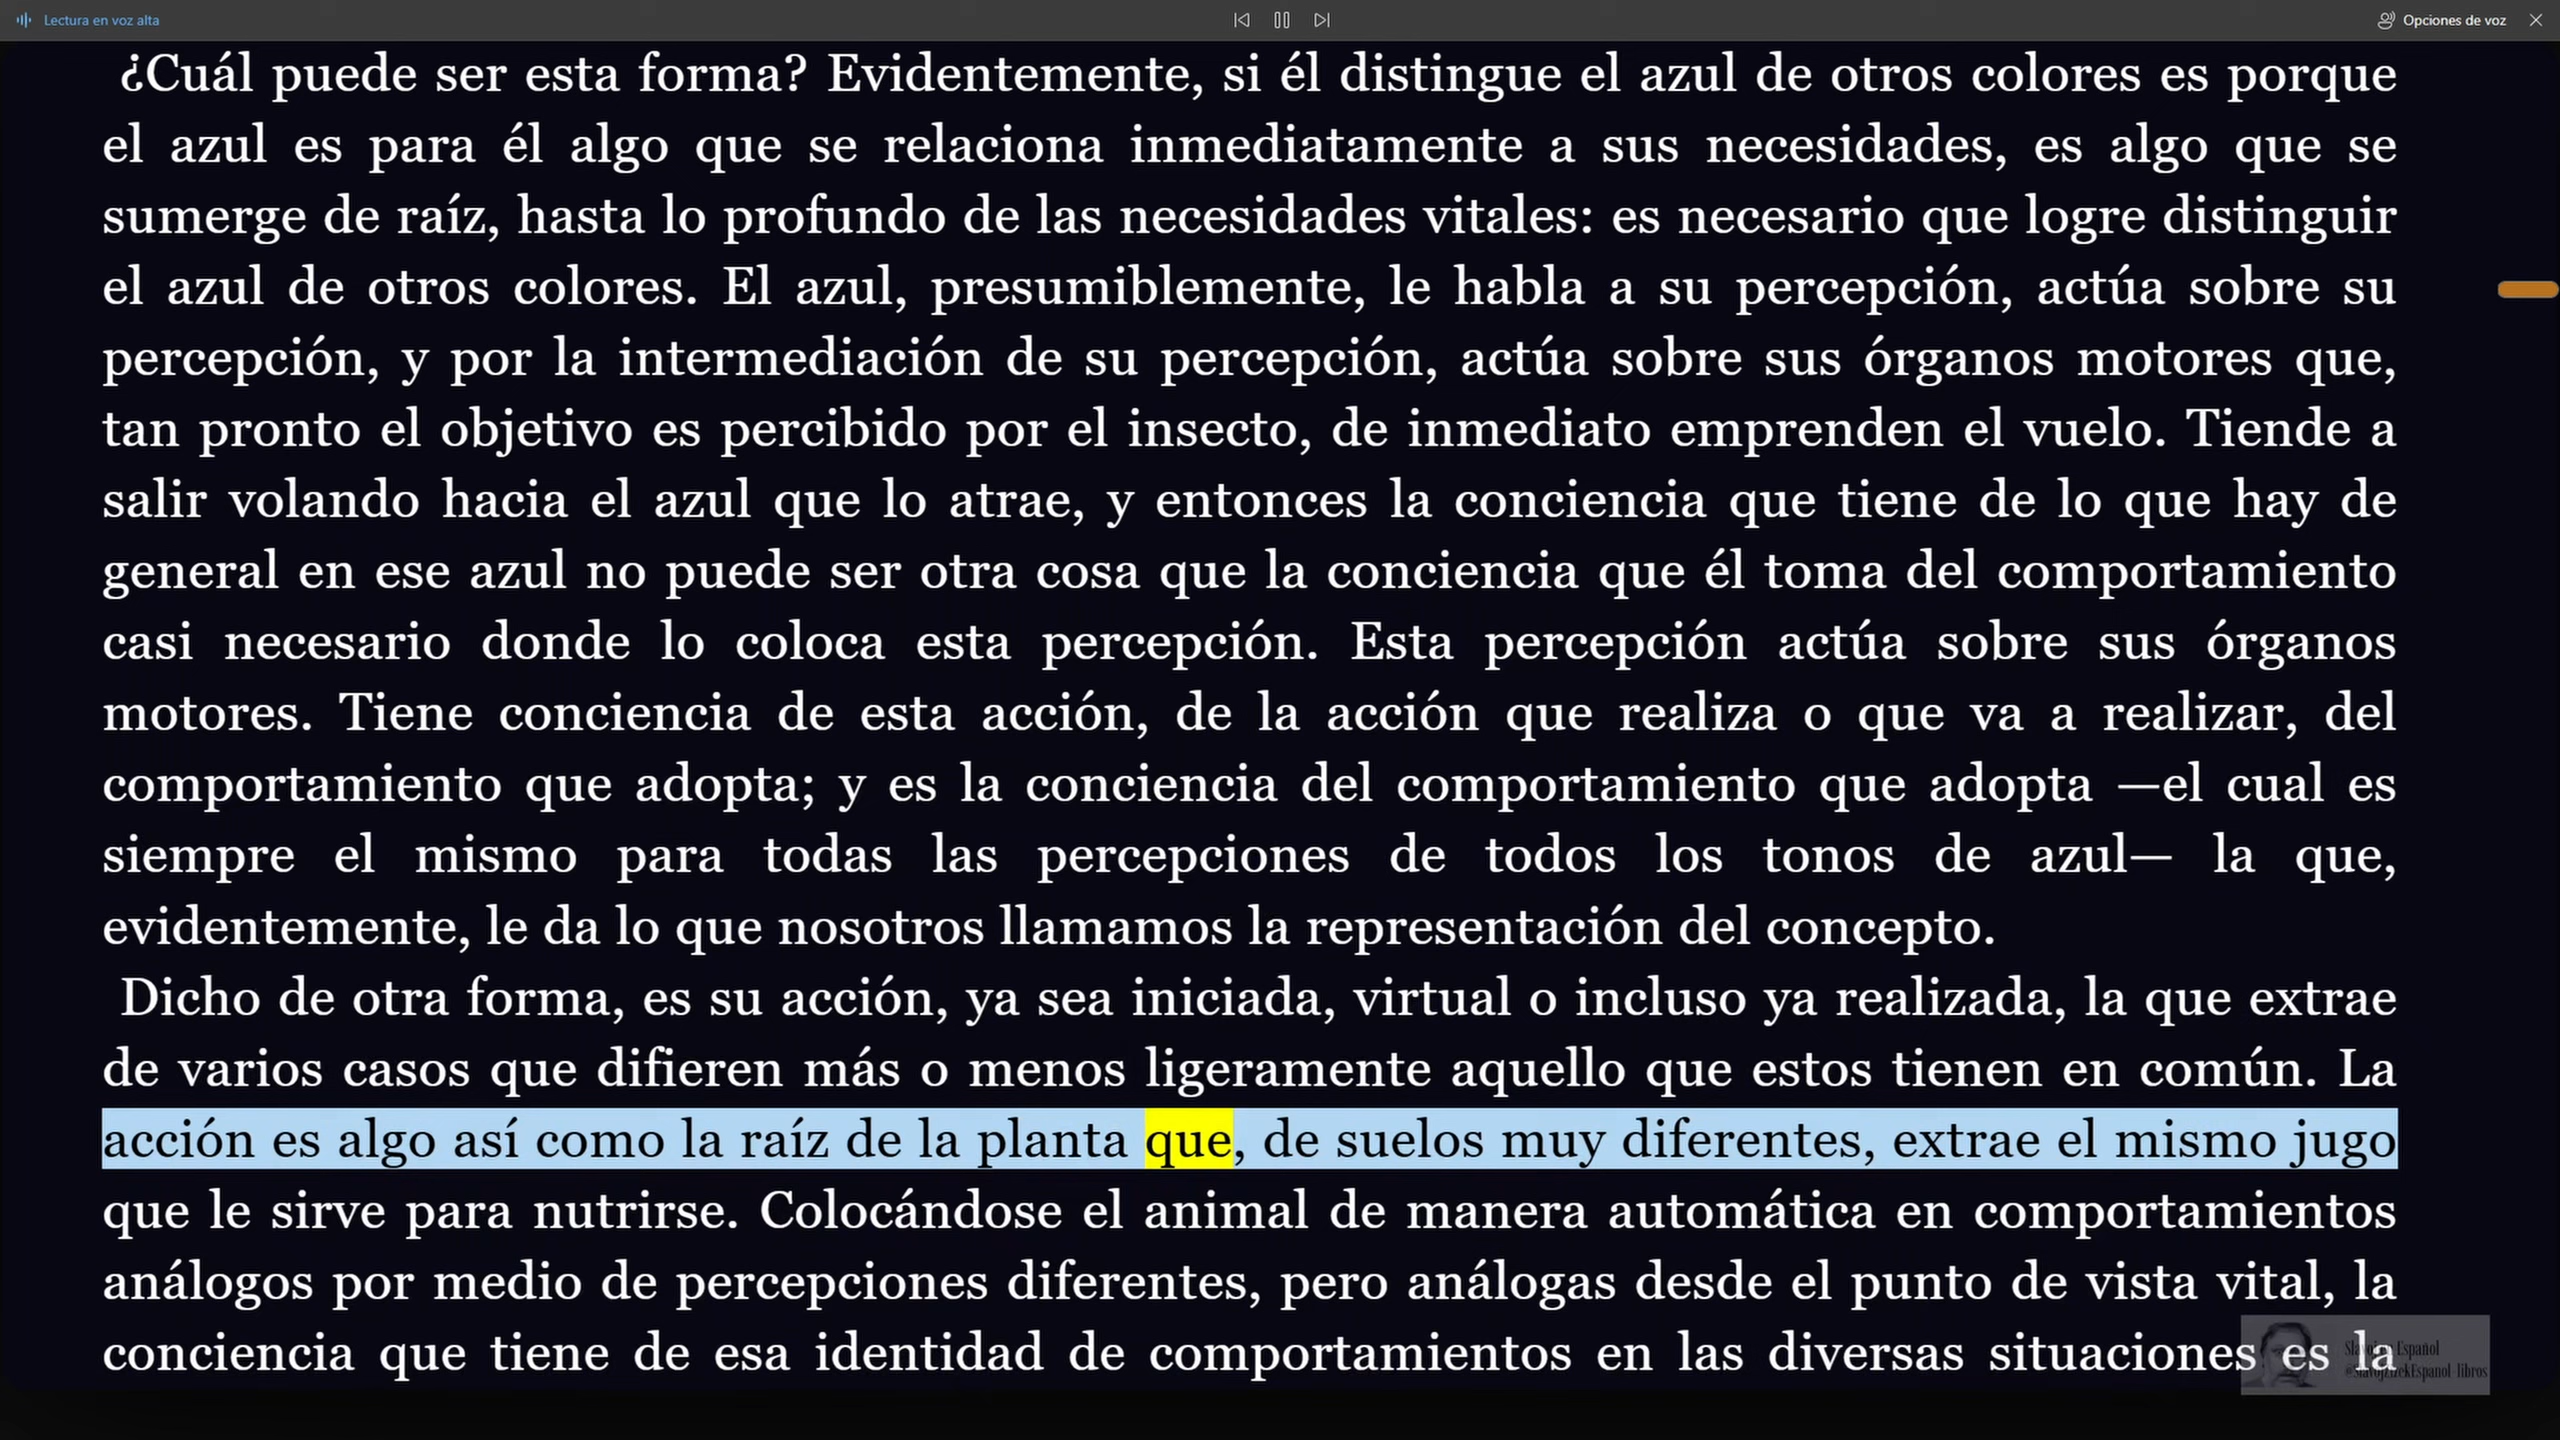 Lectura en voz alta
Opciones de voz
¿Cuál puede ser esta forma? Evidentemente, si él distingue el azul de otros colores es porque
el azul es para él algo que se relaciona inmediatamente a sus necesidades, es algo que se
sumerge de raíz, hasta lo profundo de las necesidades vitales: es necesario que logre distinguir
el azul de otros colores. El azul, presumiblemente, le habla a su percepción, actúa sobre su
percepción, y por la intermediación de su percepción, actúa sobre sus órganos motores que,
tan pronto el objetivo es percibido por el insecto, de inmediato emprenden el vuelo. Tiende a
salir volando hacia el azul que lo atrae, y entonces la conciencia que tiene de lo que hay de
general en ese azul no puede ser otra cosa que la conciencia que él toma del comportamiento
casi necesario donde lo coloca esta percepción. Esta percepción actúa sobre sus órganos
motores. Tiene conciencia de esta acción, de la acción que realiza o que va a realizar, del
comportamiento que adopta; y es la conciencia del comportamiento que adopta —el cual es
siempre el mismo para todas las percepciones de todos los tonos de azul— la que,
evidentemente, le da lo que nosotros llamamos la representación del concepto.
Dicho de otra forma, es su acción, ya sea iniciada, virtual o incluso ya realizada, la que extrae
de varios casos que difieren más o menos ligeramente aquello que estos tienen en común. La
acción es algo así como la raíz de la planta que, de suelos muy diferentes, extrae el mismo jugo
que le sirve para nutrirse. Colocándose el animal de manera automática en comportamientos
análogos por medio de percepciones diferentes, pero análogas desde el punto de vista vital, la
conciencia que tiene de esa identidad de comportamientos en las diversas situaciones es la
Español